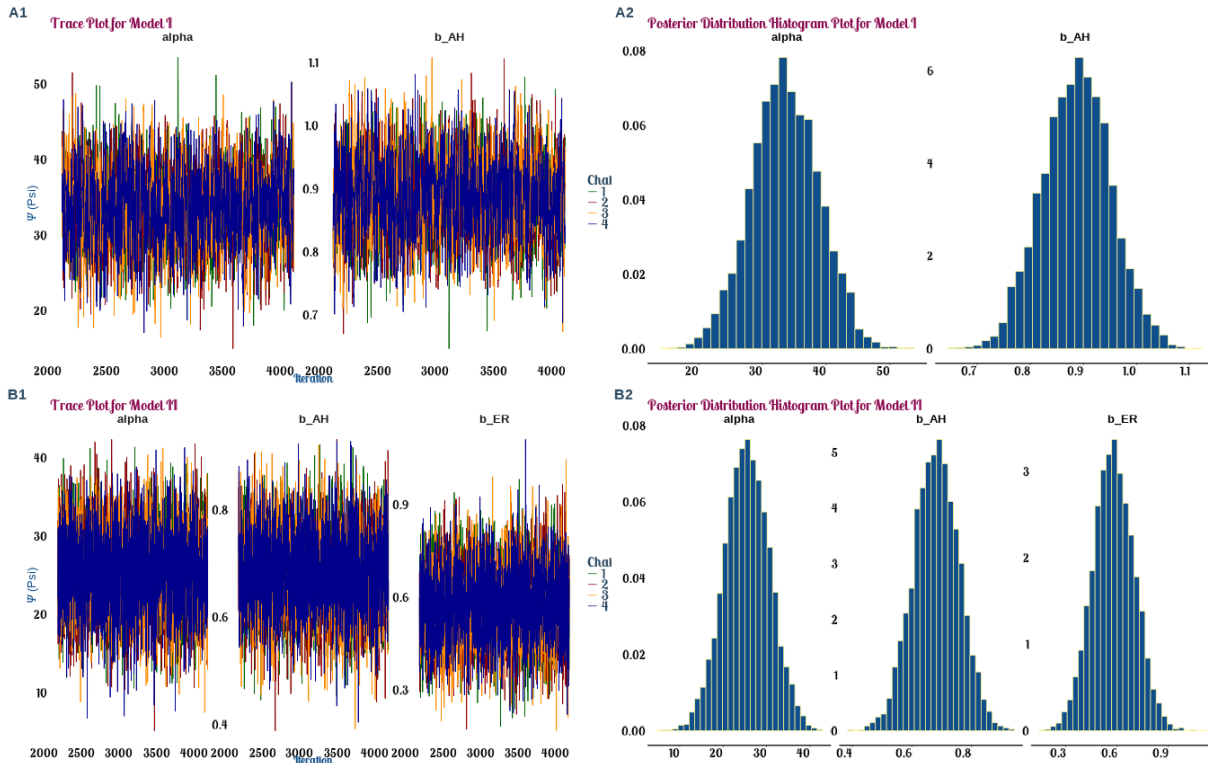 A1
Trace Plot for Model I
alpha
b_AH
50
40
30
20
1.1
1.0
0.9
0.8
0.7
Ψ (Psi)
2000 2500 3000 3500 4000
2000 2500 3000 3500 4000
Iteration
Chai
1
2
3
4
A2
Posterior Distribution Histogram Plot for Model I
alpha
b_AH
0.08
0.06
0.04
0.02
0.00
6
4
2
0
20 30 40 50
0.7 0.8 0.9 1.0 1.1
B1
Trace Plot for Model II
alpha
b_AH
b_ER
40
30
20
10
0.8
0.6
0.4
0.9
0.6
0.3
Ψ (Psi)
2000 2500 3000 3500 4000
2000 2500 3000 3500 4000
2000 2500 3000 3500 4000
Iteration
Chai
1
2
3
4
B2
Posterior Distribution Histogram Plot for Model II
alpha
b_AH
b_ER
0.08
0.06
0.04
0.02
0.00
5
4
3
2
1
0
3
2
1
0
10 20 30 40
0.4 0.6 0.8
0.3 0.6 0.9